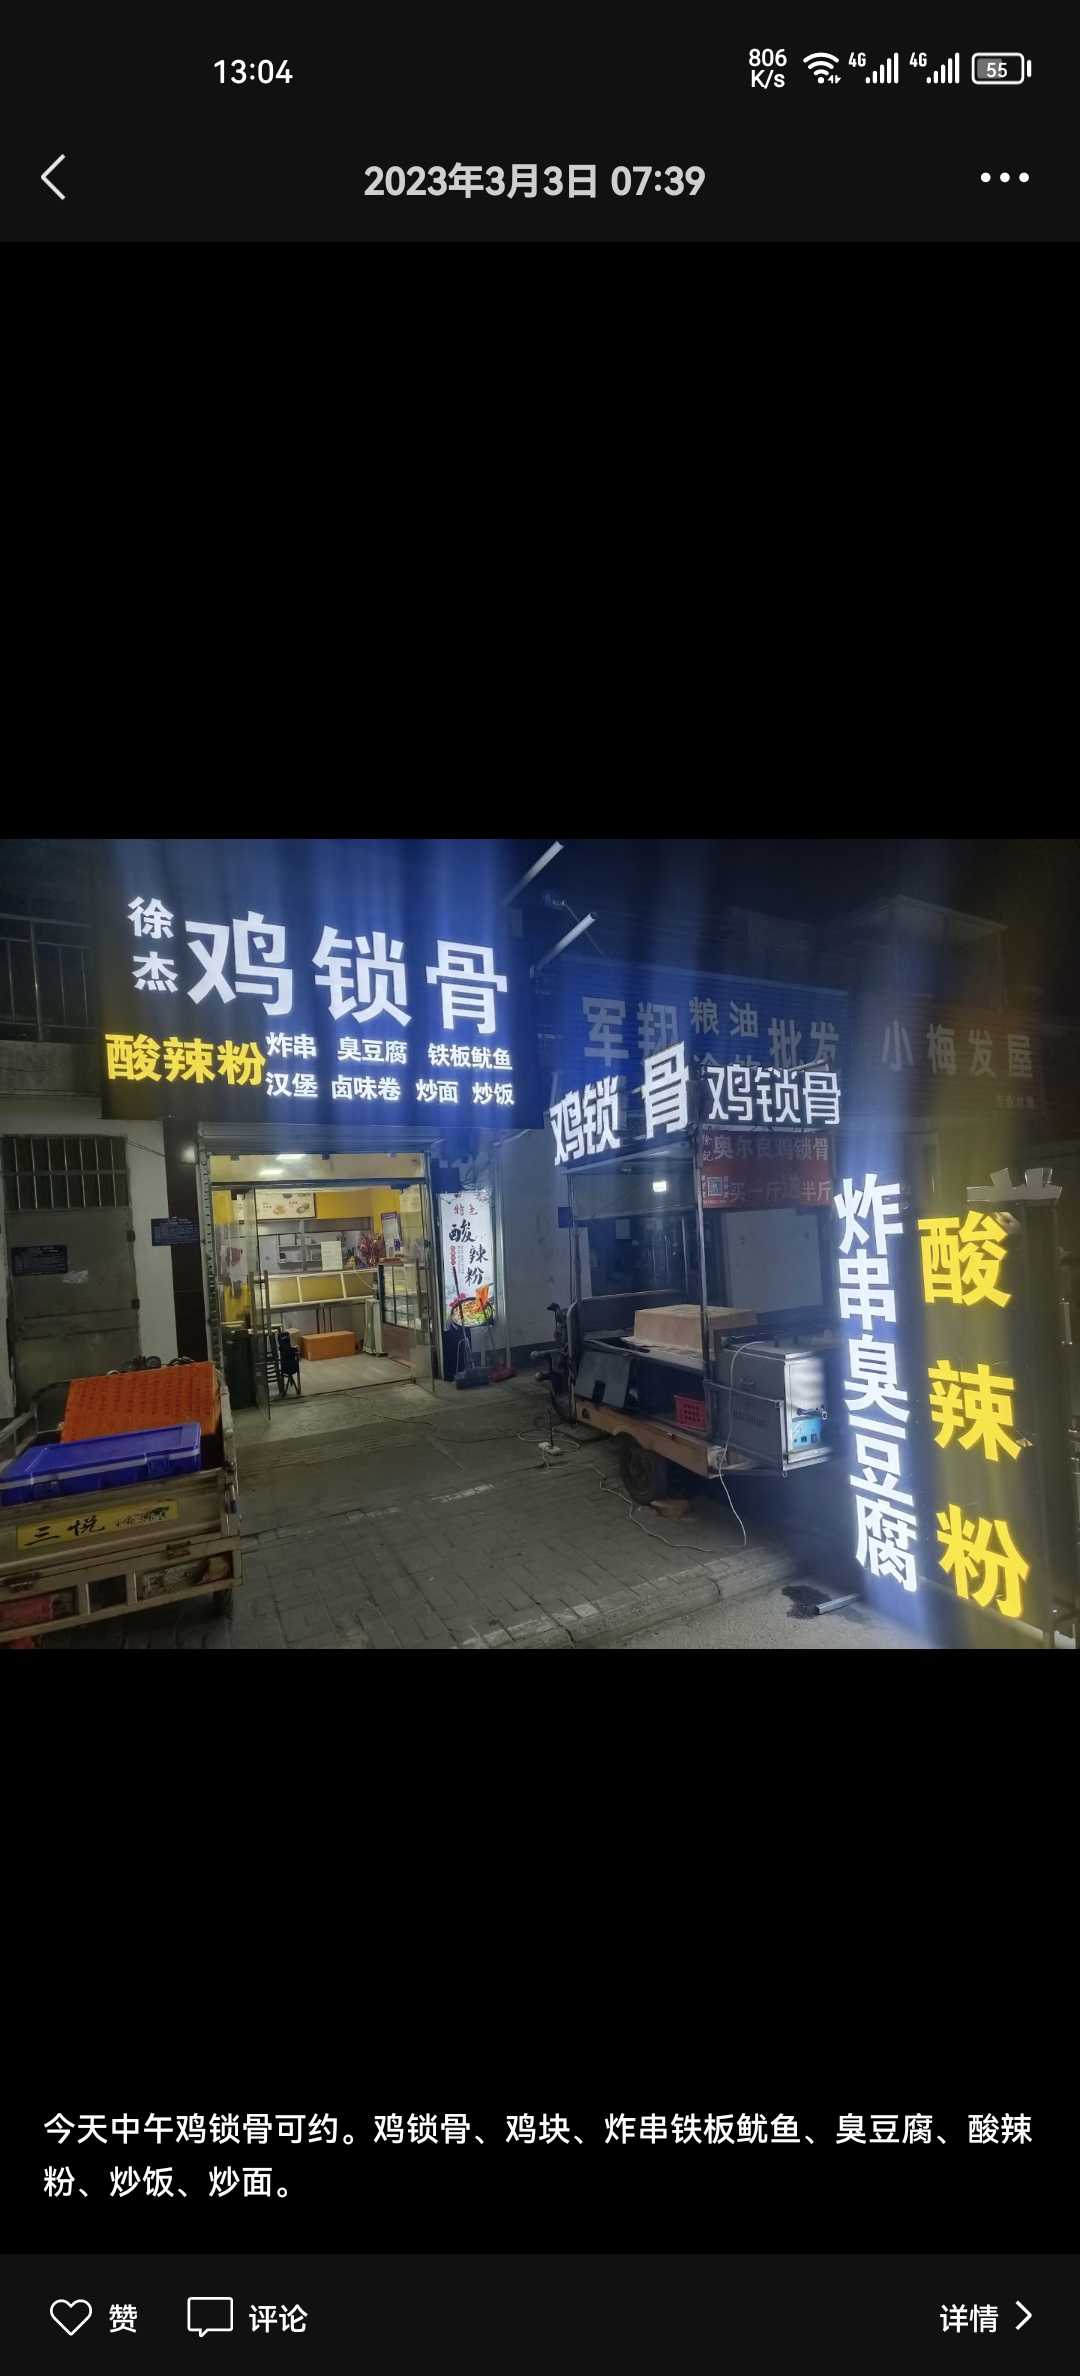 13:04
806
K/s
4G
4G
55
2023年3月3日 07:39
徐杰
鸡锁骨
酸辣粉
炸串 臭豆腐 铁板鱿鱼
汉堡 卤味卷 炒面 炒饭
军翔粮油批发
小梅发屋
鸡锁骨
鸡锁骨
奥尔良鸡锁骨
买一斤送半斤
特色
酸辣粉
炸串臭豆腐
酸辣粉
三悦
今天中午鸡锁骨可约。鸡锁骨、鸡块、炸串铁板鱿鱼、臭豆腐、酸辣
粉、炒饭、炒面。
赞
评论
详情